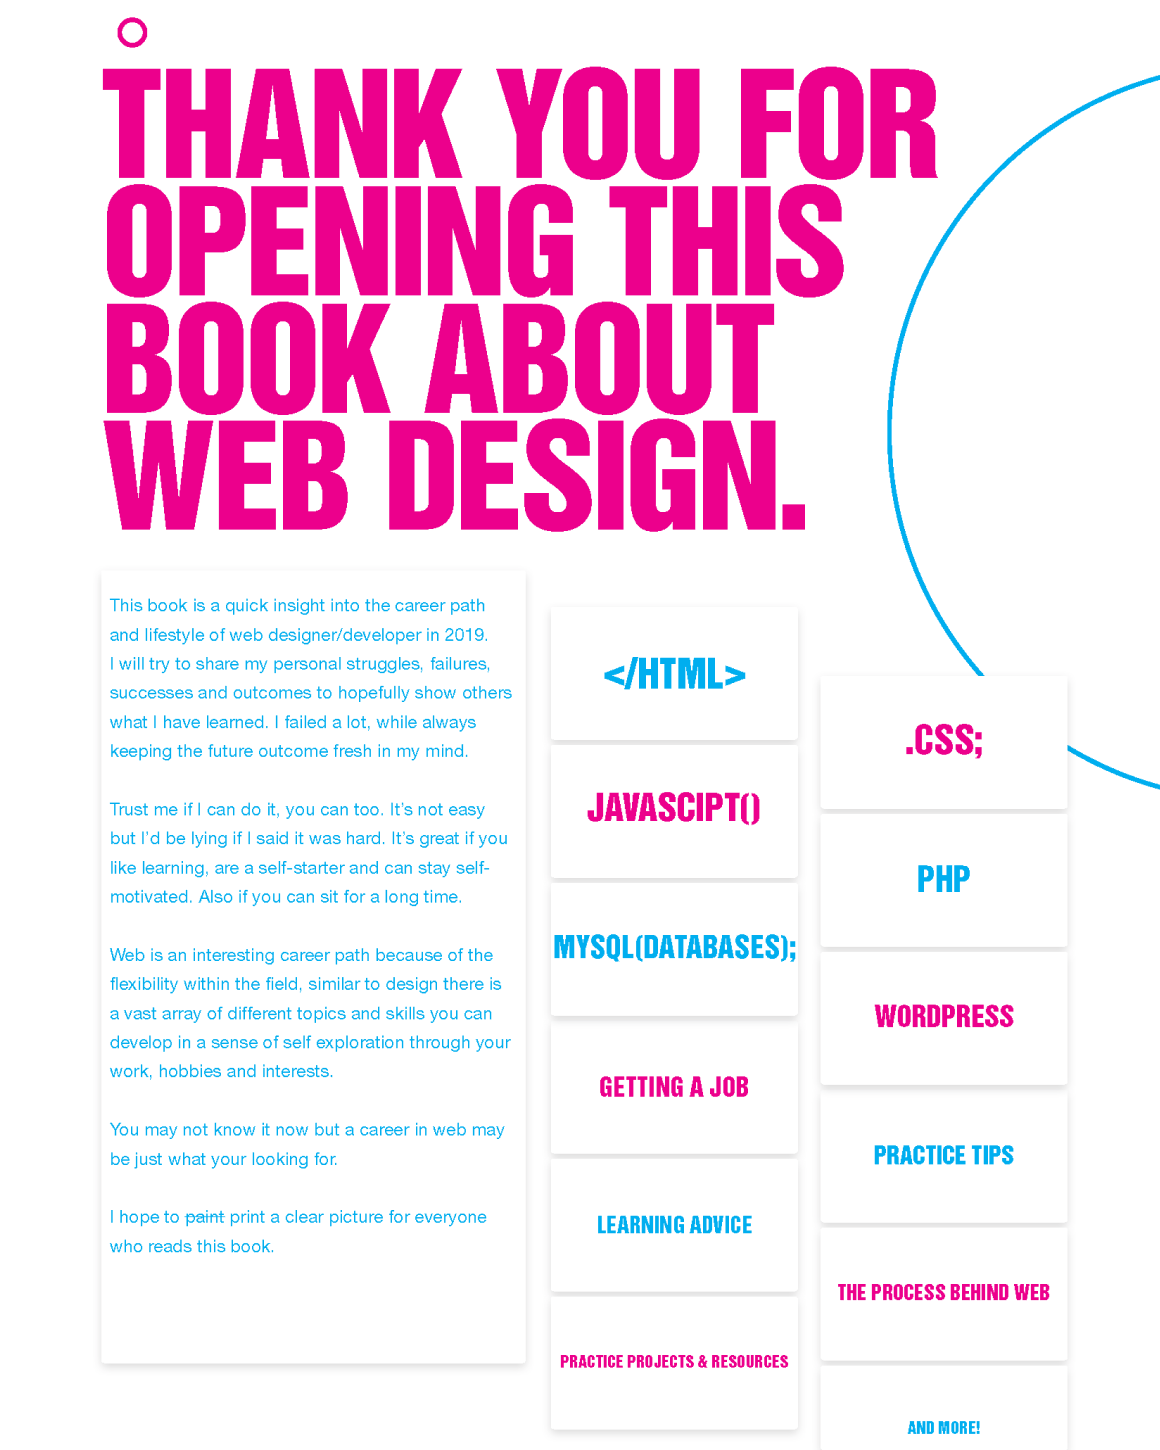 THANK YOU FOR
OPENING THIS
BOOK ABOUT
WEB DESIGN.
This book is a quick insight into the career path
and lifestyle of web designer/developer in 2019.
I will try to share my personal struggles, failures,
successes and outcomes to hopefully show others
what I have learned. I failed a lot, while always
keeping the future outcome fresh in my mind.
Trust me if I can do it, you can too. It's not easy
but I'd be lying if I said it was hard. It's great if you
like learning, are a self-starter and can stay self-
motivated. Also if you can sit for a long time.
Web is an interesting career path because of the
flexibility within the field, similar to design there is
a vast array of different topics and skills you can
develop in a sense of self exploration through your
work, hobbies and interests.
You may not know it now but a career in web may
be just what your looking for.
I hope to paint print a clear picture for everyone
who reads this book.
</HTML>
JAVASCIPT()
MYSQL(DATABASES);
GETTING A JOB
LEARNING ADVICE
PRACTICE PROJECTS & RESOURCES
.CSS;
PHP
WORDPRESS
PRACTICE TIPS
THE PROCESS BEHIND WEB
AND MORE!